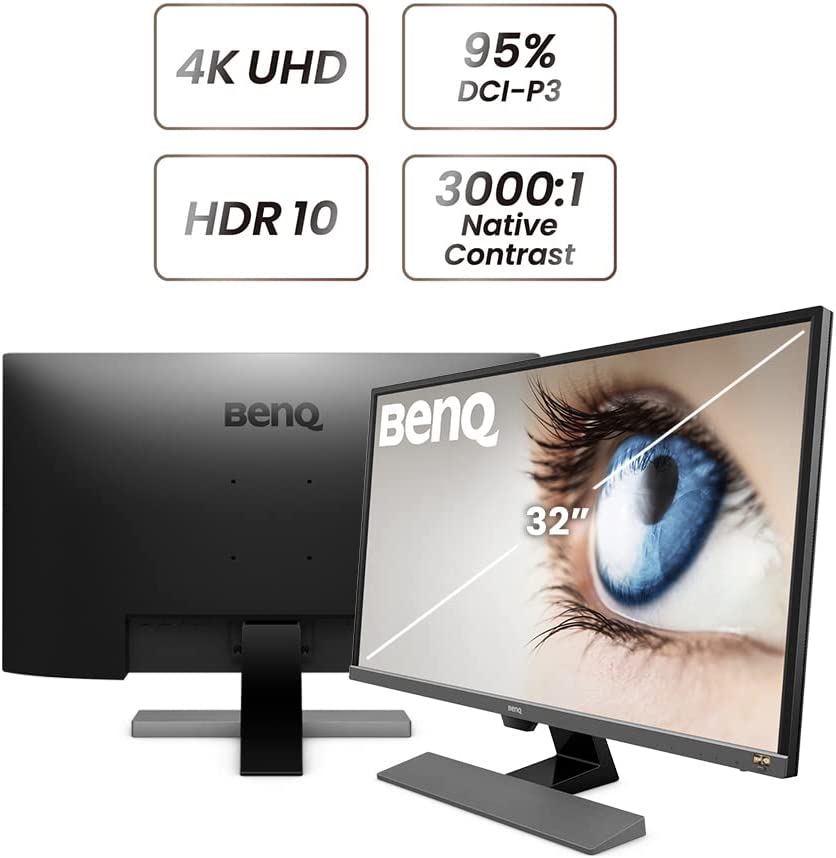 4K UHD
95%
DCI-P3
HDR 10
3000:1
Native
Contrast
BenQ
BenQ
32”
BenQ